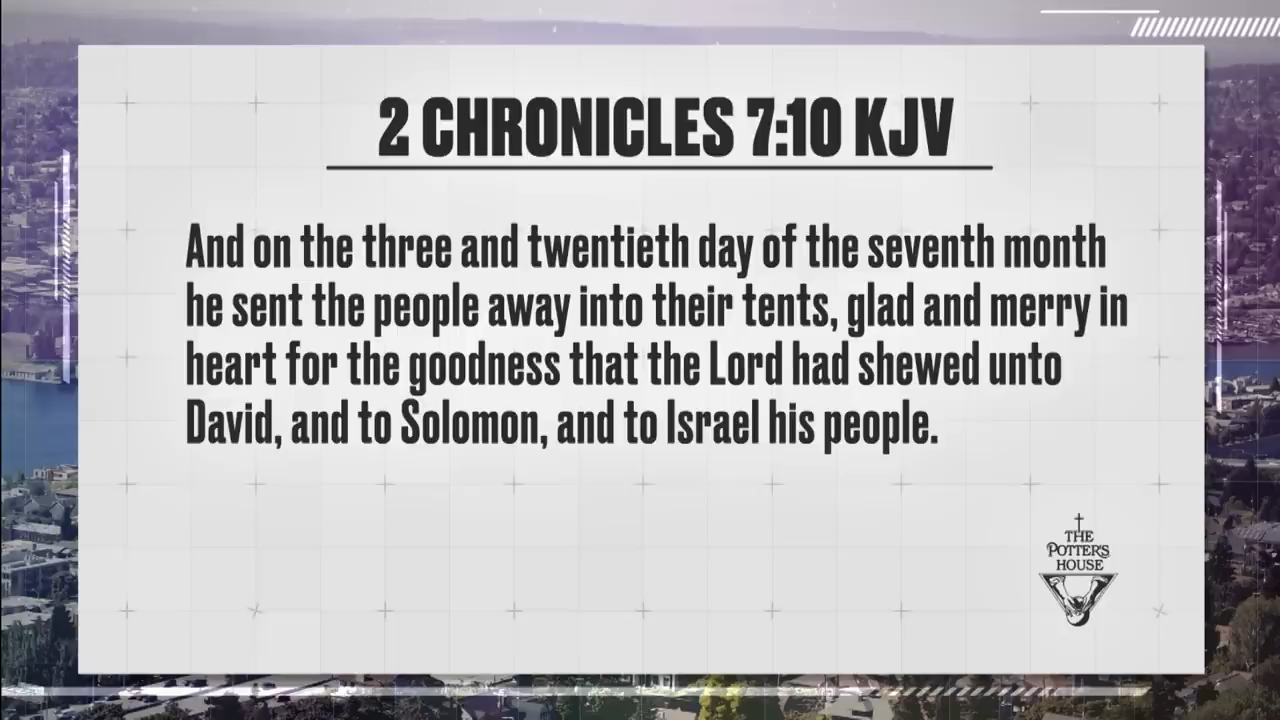 2 CHRONICLES 7:10 KJV
And on the three and twentieth day of the seventh month
he sent the people away into their tents, glad and merry in
heart for the goodness that the Lord had shewed unto
David, and to Solomon, and to Israel his people.
THE
POTTER'S
HOUSE